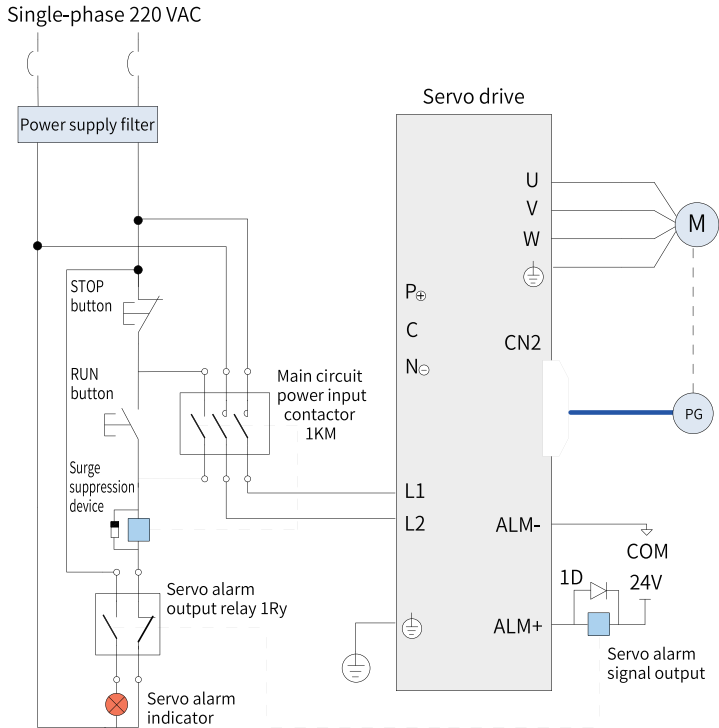 Single-phase 220 VAC
Power supply filter
Servo drive
U
V
W
M
STOP
button
P⊕
C
N⊖
CN2
RUN
button
Main circuit
power input
contactor
1KM
PG
Surge
suppression
device
L1
L2
ALM-
COM
1D
24V
Servo alarm
output relay 1Ry
ALM+
Servo alarm
signal output
Servo alarm
indicator